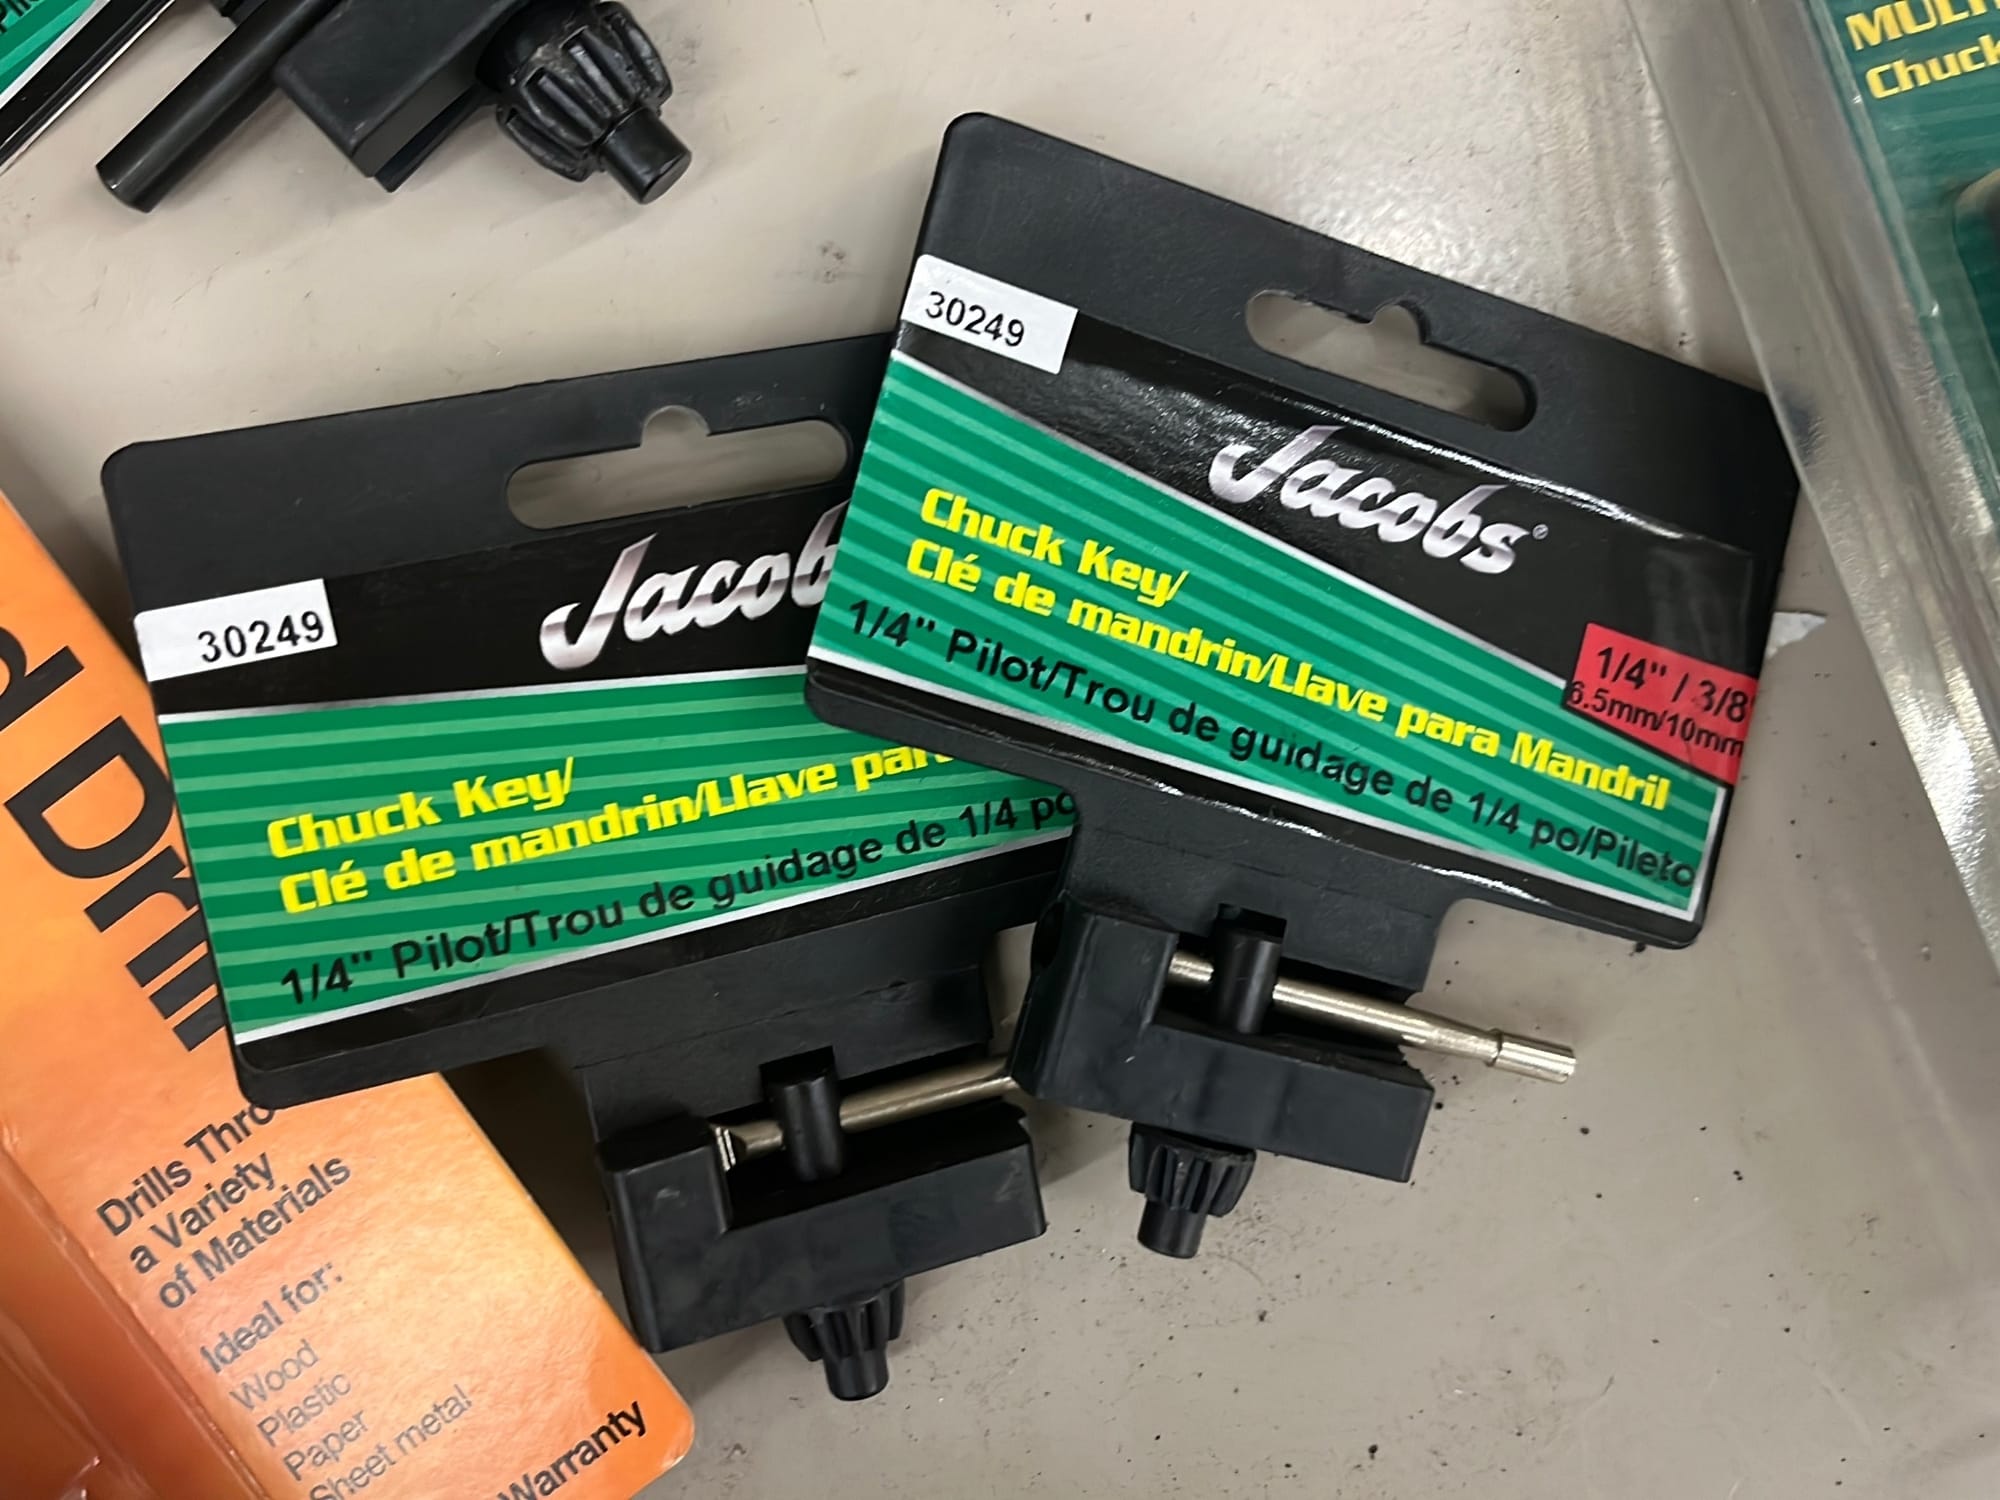 MULTI
Chuck
30249
Jacobs®
Chuck Key/
Clé de mandrin/Llave para Mandril
1/4" Pilot/Trou de guidage de 1/4 po/Pileto
1/4" / 3/8"
6.5mm/10mm
30249
Jacob
Chuck Key/
Clé de mandrin/Llave par
1/4" Pilot/Trou de guidage de 1/4 po
d Drill
Drills Thro
a Variety
of Materials
Ideal for:
Wood
Plastic
Paper
Sheet metal
Warranty